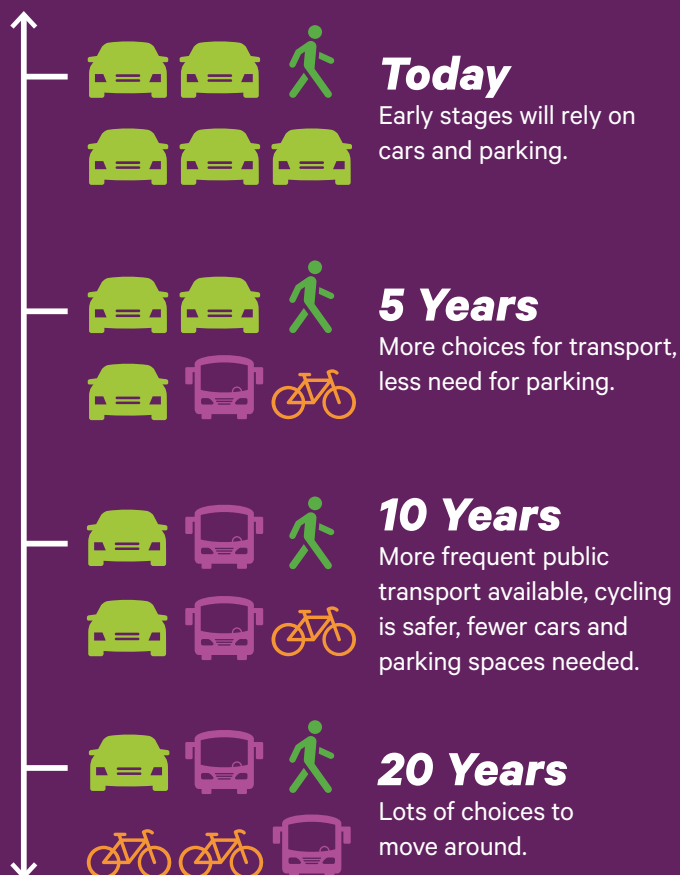 Today
Early stages will rely on
cars and parking.
5 Years
More choices for transport,
less need for parking.
10 Years
More frequent public
transport available, cycling
is safer, fewer cars and
parking spaces needed.
20 Years
Lots of choices to
move around.